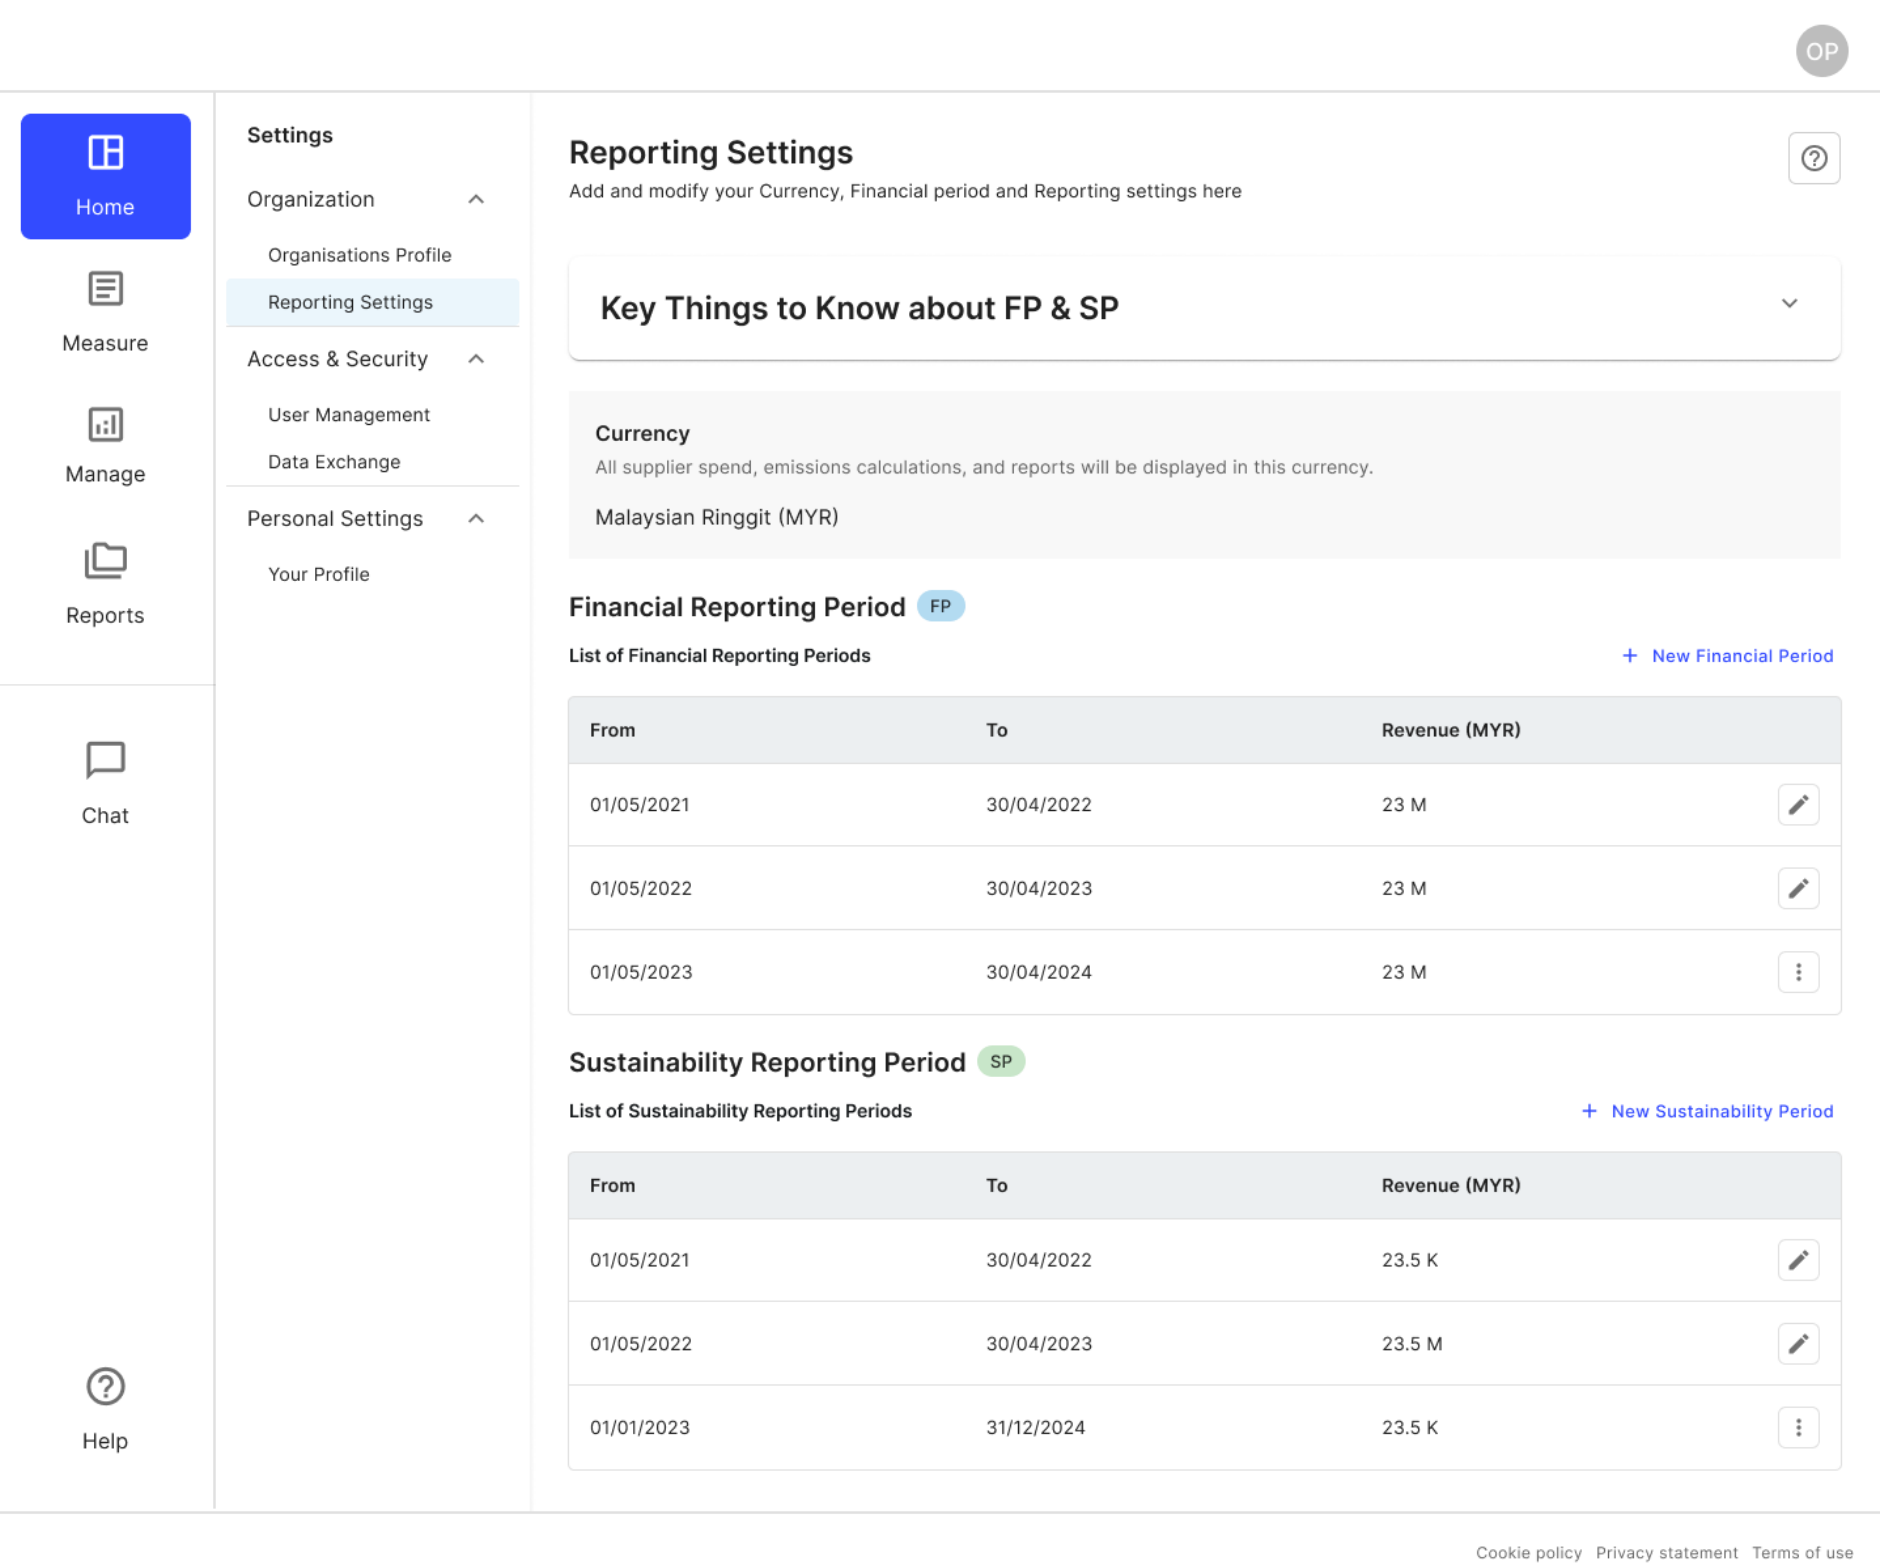 OP
Home
Measure
Manage
Reports
Chat
Help
Settings
Organization
Organisations Profile
Reporting Settings
Access & Security
User Management
Data Exchange
Personal Settings
Your Profile
Reporting Settings
Add and modify your Currency, Financial period and Reporting settings here
Key Things to Know about FP & SP
Currency
All supplier spend, emissions calculations, and reports will be displayed in this currency.
Malaysian Ringgit (MYR)
Financial Reporting Period FP
List of Financial Reporting Periods + New Financial Period
From To Revenue (MYR)
01/05/2021 30/04/2022 23 M
01/05/2022 30/04/2023 23 M
01/05/2023 30/04/2024 23 M
Sustainability Reporting Period SP
List of Sustainability Reporting Periods + New Sustainability Period
From To Revenue (MYR)
01/05/2021 30/04/2022 23.5 K
01/05/2022 30/04/2023 23.5 M
01/01/2023 31/12/2024 23.5 K
Cookie policy Privacy statement Terms of use